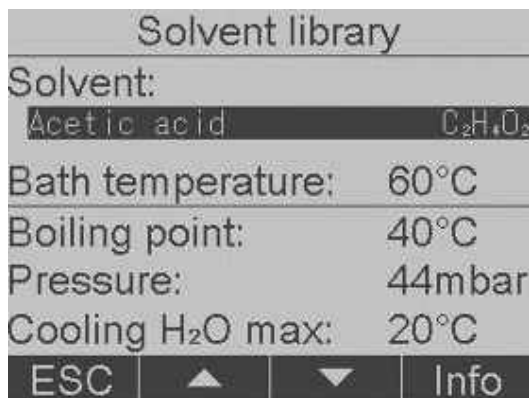 Solvent library
Solvent:
Acetic acid C₂H₄O₂
Bath temperature: 60°C
Boiling point: 40°C
Pressure: 44mbar
Cooling H₂O max: 20°C
ESC ▲ ▼ Info